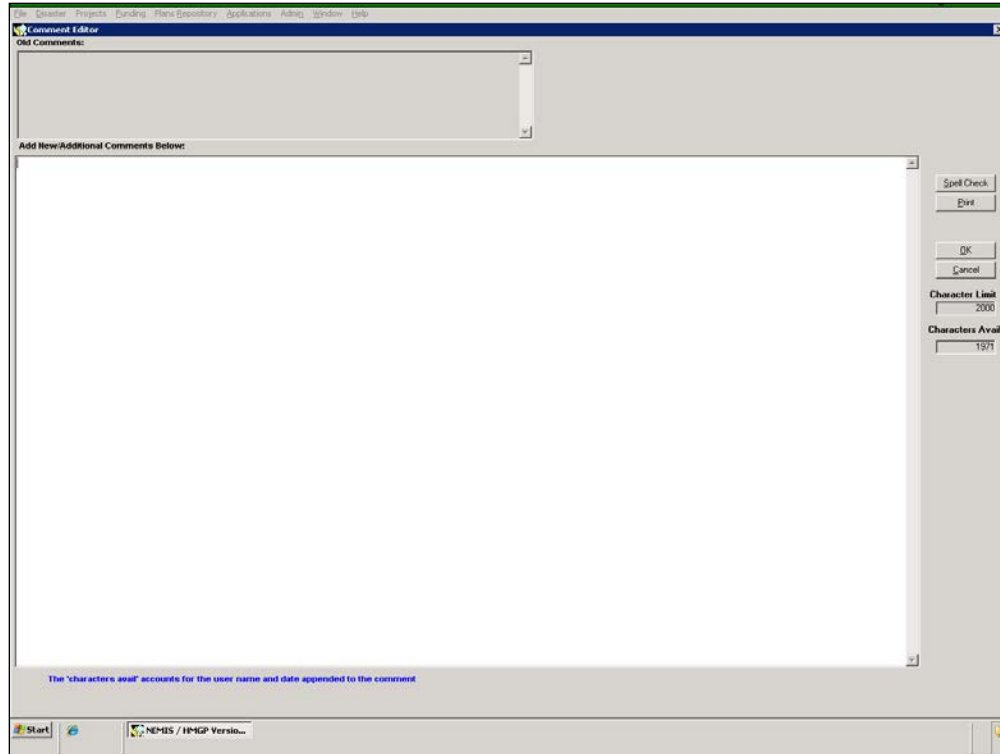 File Disaster Projects Funding Plans Repository Applications Admin Window Help
Comment Editor
Old Comments:
Add New/Additional Comments Below:
Spell Check
Print
OK
Cancel
Character Limit
2000
Characters Avail
1971
The 'characters avail' accounts for the user name and date appended to the comment
Start
NEMIS / HMGP Versio...